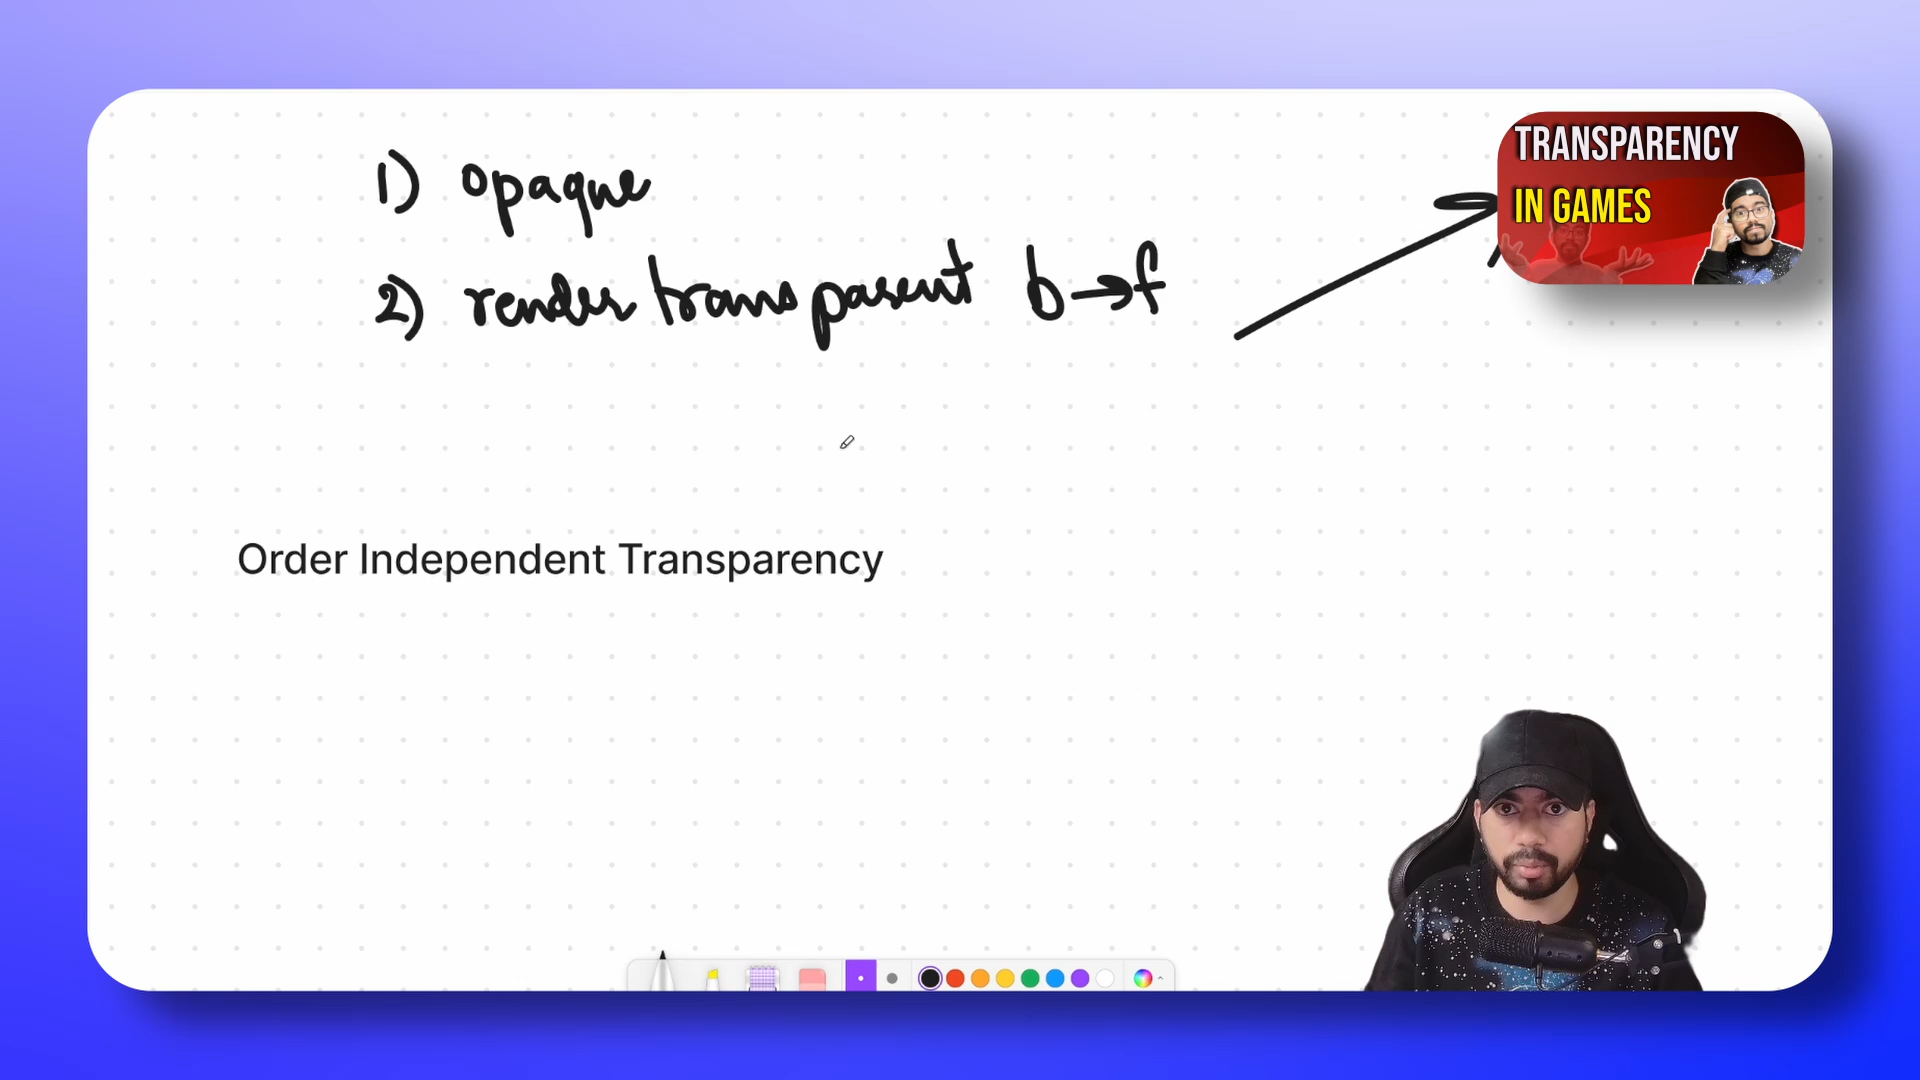 1) opaque
2) render transparent b→f
TRANSPARENCY
IN GAMES
Order Independent Transparency